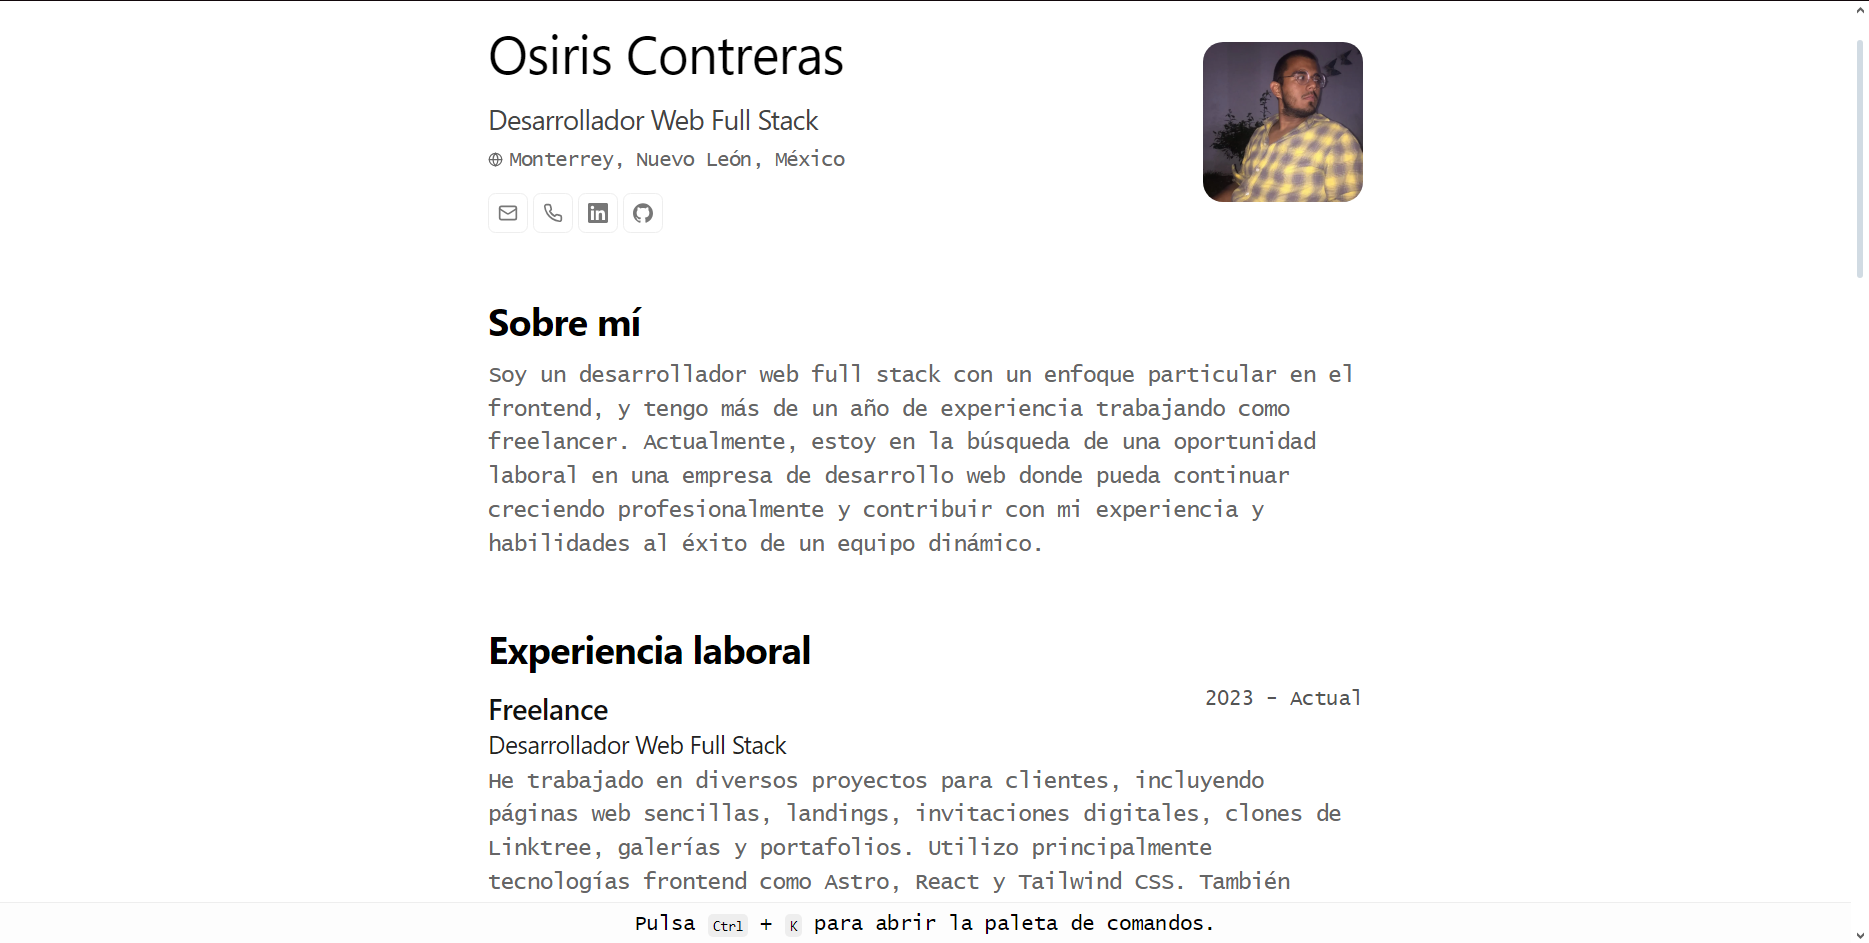 Osiris Contreras
Desarrollador Web Full Stack
Monterrey, Nuevo León, México
in
Sobre mí
Soy un desarrollador web full stack con un enfoque particular en el
frontend, y tengo más de un año de experiencia trabajando como
freelancer. Actualmente, estoy en la búsqueda de una oportunidad
laboral en una empresa de desarrollo web donde pueda continuar
creciendo profesionalmente y contribuir con mi experiencia y
habilidades al éxito de un equipo dinámico.
Experiencia laboral
Freelance
2023 - Actual
Desarrollador Web Full Stack
He trabajado en diversos proyectos para clientes, incluyendo
páginas web sencillas, landings, invitaciones digitales, clones de
Linktree, galerías y portafolios. Utilizo principalmente
tecnologías frontend como Astro, React y Tailwind CSS. También
Pulsa Ctrl + K para abrir la paleta de comandos.